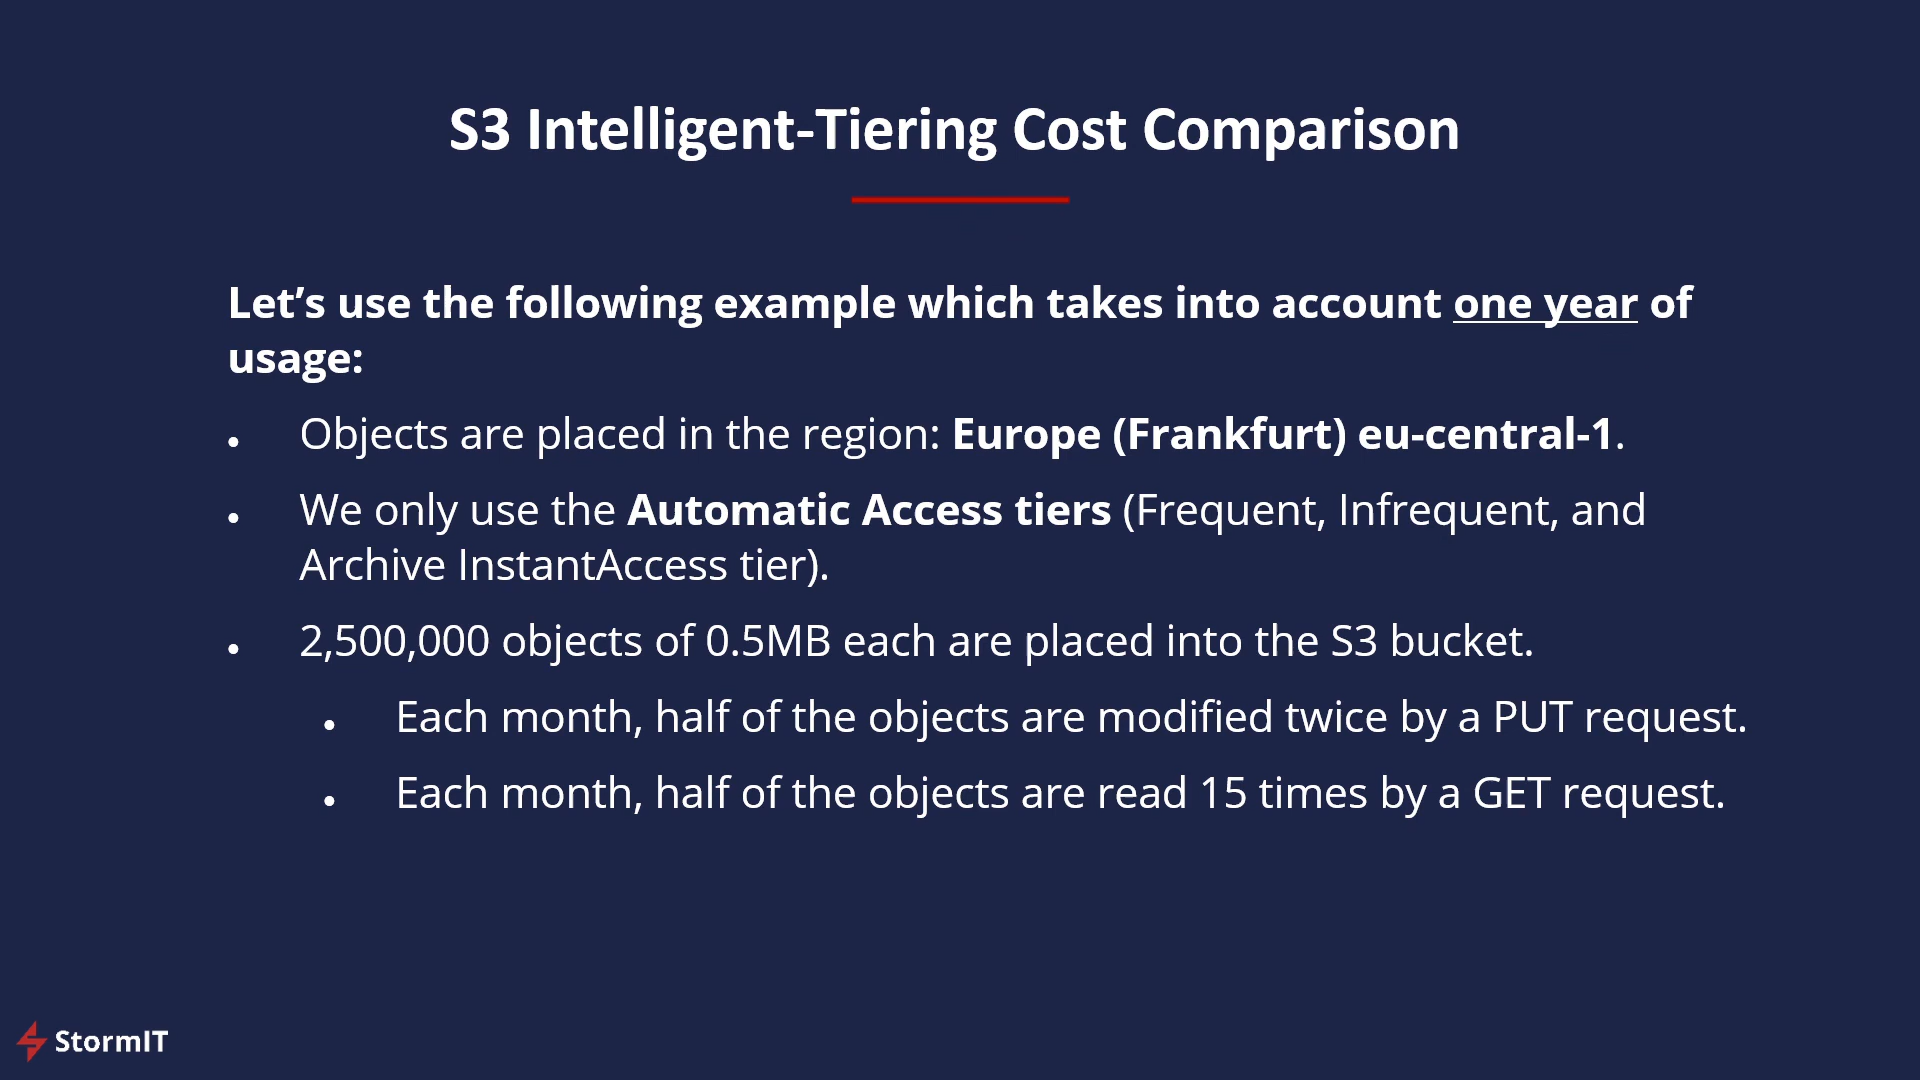 S3 Intelligent-Tiering Cost Comparison
Let’s use the following example which takes into account one year of
usage:
• Objects are placed in the region: Europe (Frankfurt) eu-central-1.
• We only use the Automatic Access tiers (Frequent, Infrequent, and
Archive InstantAccess tier).
• 2,500,000 objects of 0.5MB each are placed into the S3 bucket.
• Each month, half of the objects are modified twice by a PUT request.
• Each month, half of the objects are read 15 times by a GET request.
StormIT